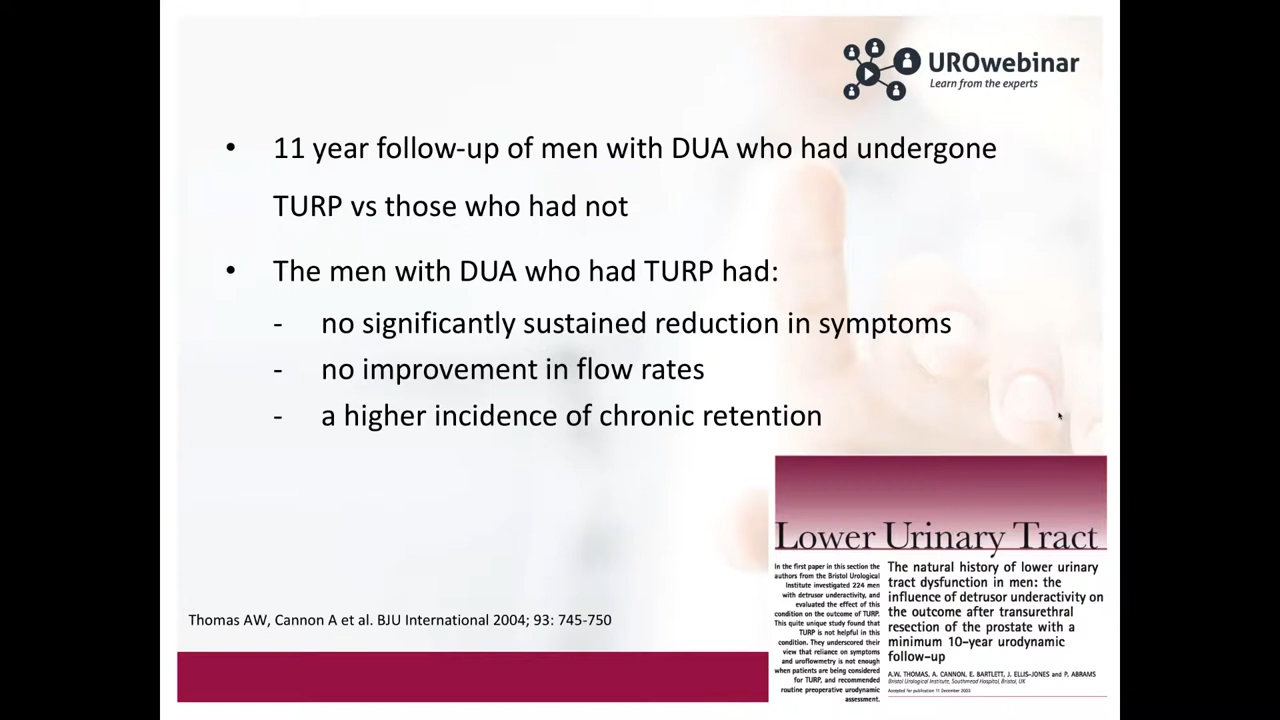 UROwebinar
Learn from the experts
• 11 year follow-up of men with DUA who had undergone
TURP vs those who had not
• The men with DUA who had TURP had:
- no significantly sustained reduction in symptoms
- no improvement in flow rates
- a higher incidence of chronic retention
Thomas AW, Cannon A et al. BJU International 2004; 93: 745-750
Lower Urinary Tract
In the first paper in this section the
authors from the Bristol Urological
Institute investigated 224 men
with detrusor underactivity, and
evaluated the effect of this
condition on the outcome of TURP.
This quite unique study found that
TURP is not helpful in this
condition. They underscored their
view that reliance on symptoms
and uroflowmetry is not enough
when patients are being considered
for TURP, and recommended
routine preoperative urodynamic
assessment.
The natural history of lower urinary
tract dysfunction in men: the
influence of detrusor underactivity on
the outcome after transurethral
resection of the prostate with a
minimum 10-year urodynamic
follow-up
A.W. THOMAS, A. CANNON, E. BARTLETT, J. ELLIS-JONES and P. ABRAMS
Bristol Urological Institute, Southmead Hospital, Bristol, UK
Accepted for publication 11 December 2003